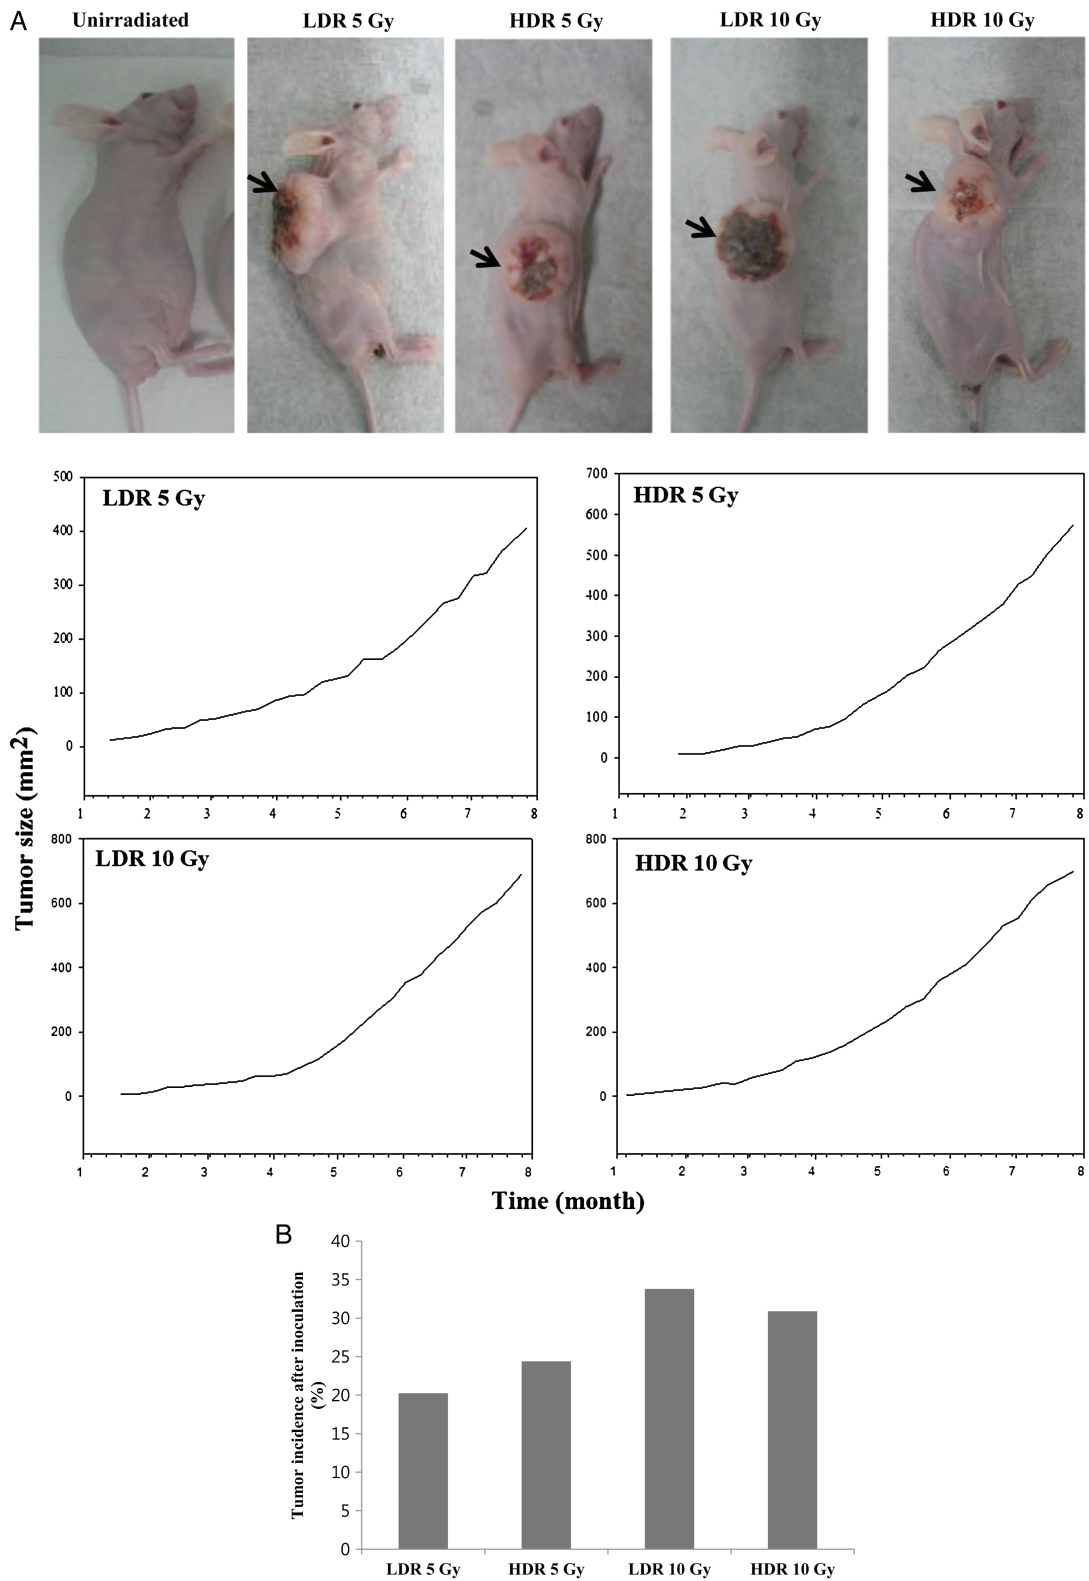 A
Unirradiated LDR 5 Gy HDR 5 Gy LDR 10 Gy HDR 10 Gy
Tumor size (mm2)
LDR 5 Gy
500
400
300
200
100
0
1 2 3 4 5 6 7 8
HDR 5 Gy
700
600
500
400
300
200
100
0
1 2 3 4 5 6 7 8
LDR 10 Gy
800
600
400
200
0
1 2 3 4 5 6 7 8
HDR 10 Gy
800
600
400
200
0
1 2 3 4 5 6 7 8
Time (month)
B
Tumor incidence after inoculation
(%)
40
35
30
25
20
15
10
5
0
LDR 5 Gy HDR 5 Gy LDR 10 Gy HDR 10 Gy